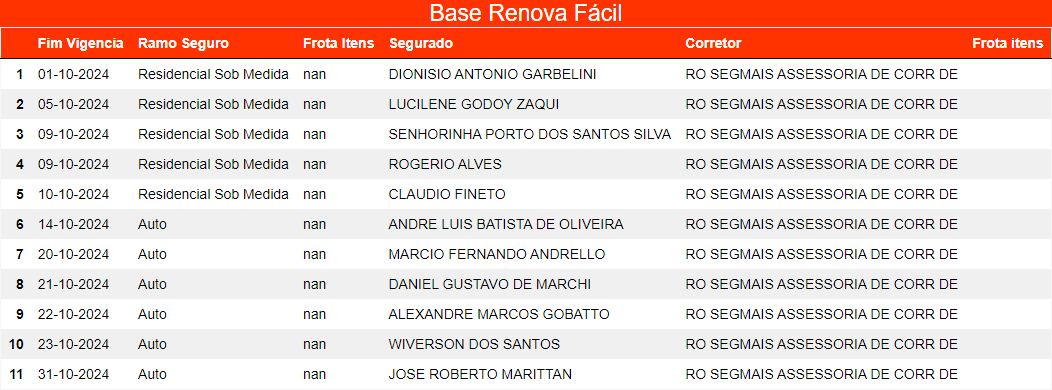 Base Renova Fácil
Fim Vigencia Ramo Seguro Frota Itens Segurado Corretor Frota itens
1 01-10-2024 Residencial Sob Medida nan DIONISIO ANTONIO GARBELINI RO SEGMAIS ASSESSORIA DE CORR DE
2 05-10-2024 Residencial Sob Medida nan LUCILENE GODOY ZAQUI RO SEGMAIS ASSESSORIA DE CORR DE
3 09-10-2024 Residencial Sob Medida nan SENHORINHA PORTO DOS SANTOS SILVA RO SEGMAIS ASSESSORIA DE CORR DE
4 09-10-2024 Residencial Sob Medida nan ROGERIO ALVES RO SEGMAIS ASSESSORIA DE CORR DE
5 10-10-2024 Residencial Sob Medida nan CLAUDIO FINETO RO SEGMAIS ASSESSORIA DE CORR DE
6 14-10-2024 Auto nan ANDRE LUIS BATISTA DE OLIVEIRA RO SEGMAIS ASSESSORIA DE CORR DE
7 20-10-2024 Auto nan MARCIO FERNANDO ANDRELLO RO SEGMAIS ASSESSORIA DE CORR DE
8 21-10-2024 Auto nan DANIEL GUSTAVO DE MARCHI RO SEGMAIS ASSESSORIA DE CORR DE
9 22-10-2024 Auto nan ALEXANDRE MARCOS GOBATTO RO SEGMAIS ASSESSORIA DE CORR DE
10 23-10-2024 Auto nan WIVERSON DOS SANTOS RO SEGMAIS ASSESSORIA DE CORR DE
11 31-10-2024 Auto nan JOSE ROBERTO MARITTAN RO SEGMAIS ASSESSORIA DE CORR DE